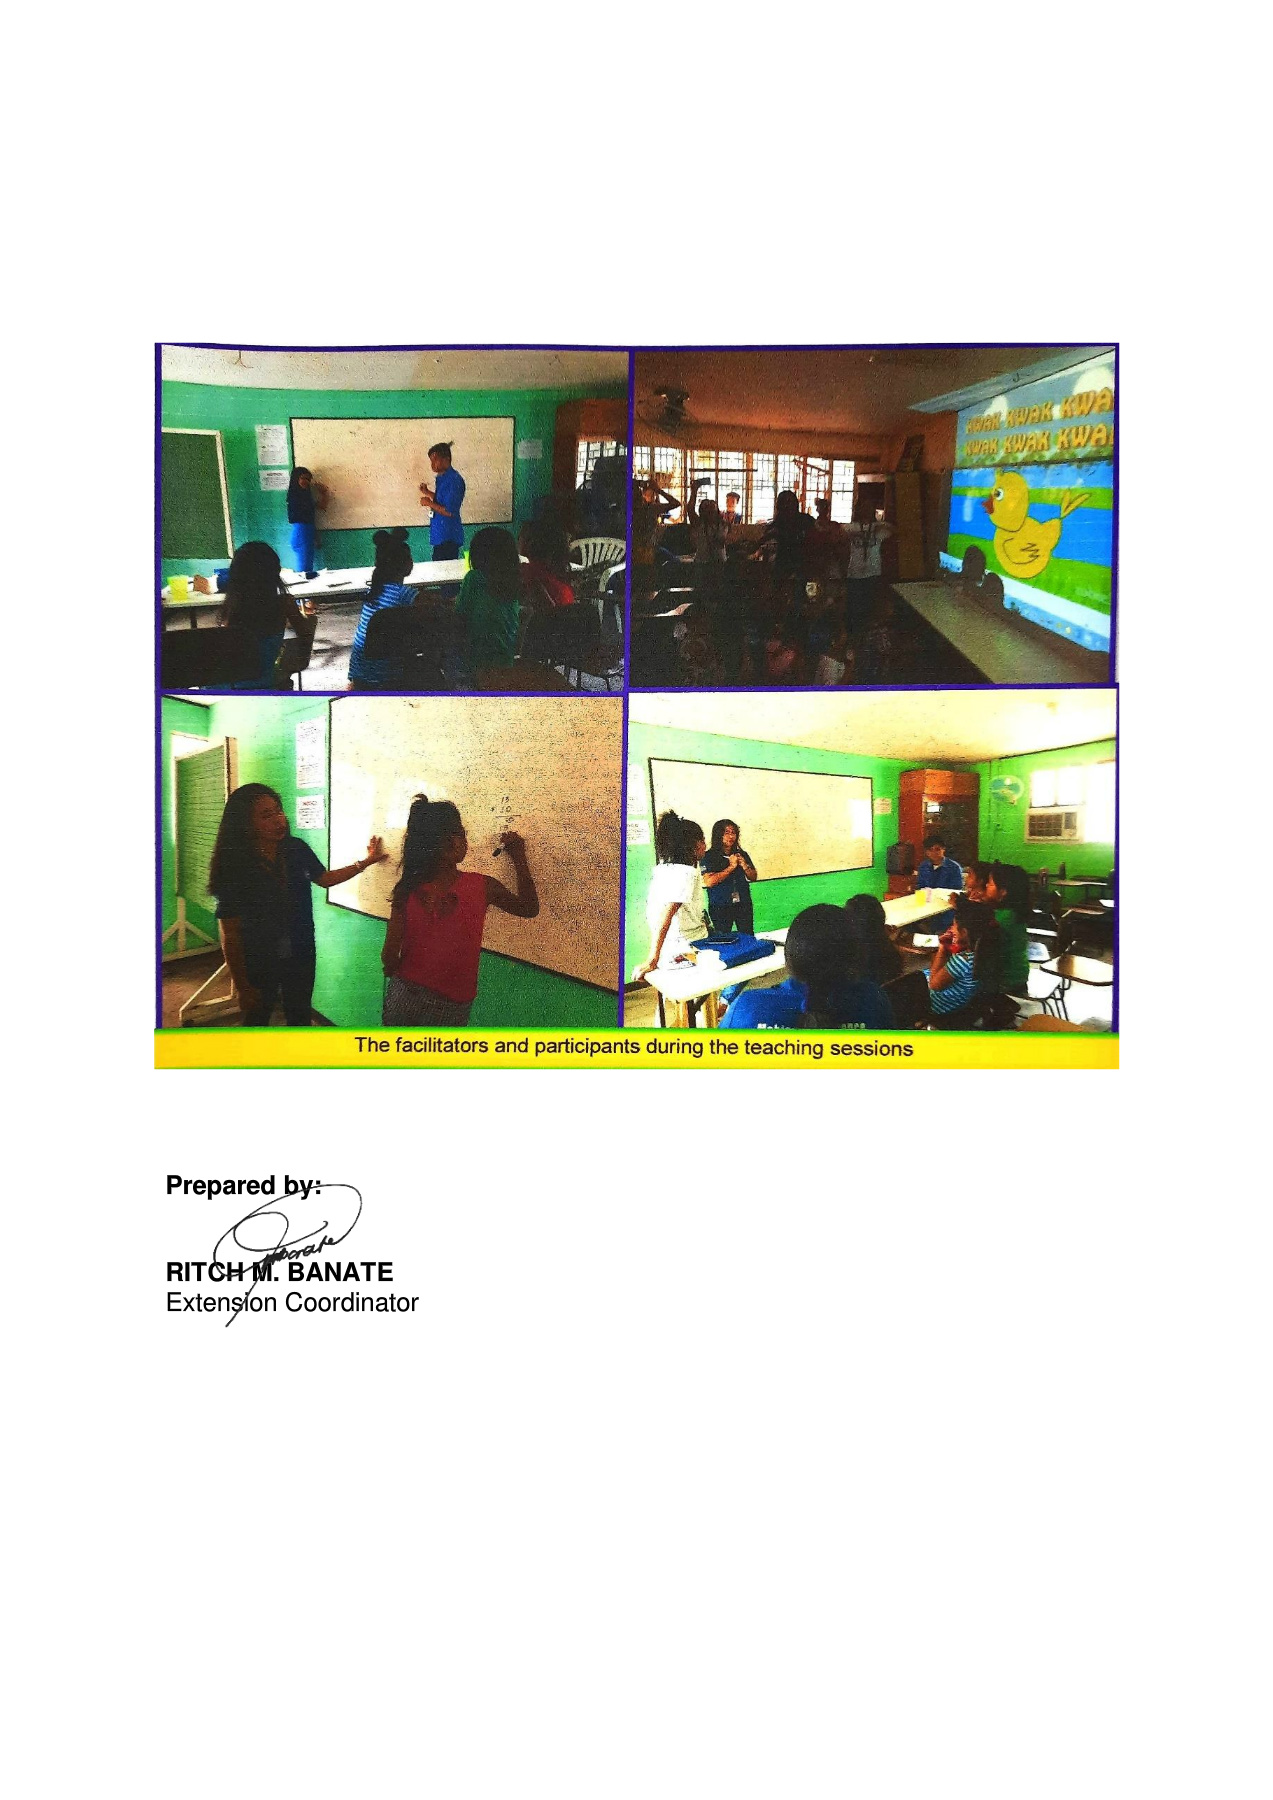 KWAK KWAK KWA
KWAK KWAK KWA
15
The facilitators and participants during the teaching sessions
Prepared by:
RITCH M. BANATE
Extension Coordinator